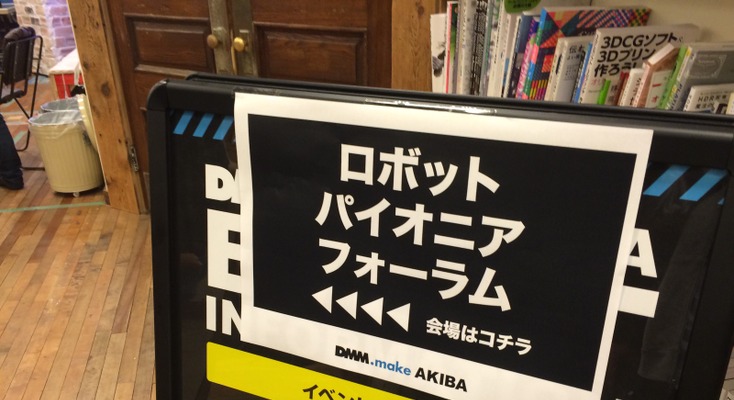 3DCGソフト&
3Dプリン
作ろう!
ロボット
パイオニア
フォーラム
◀◀◀◀ 会場はコチラ
DMM.make AKIBA